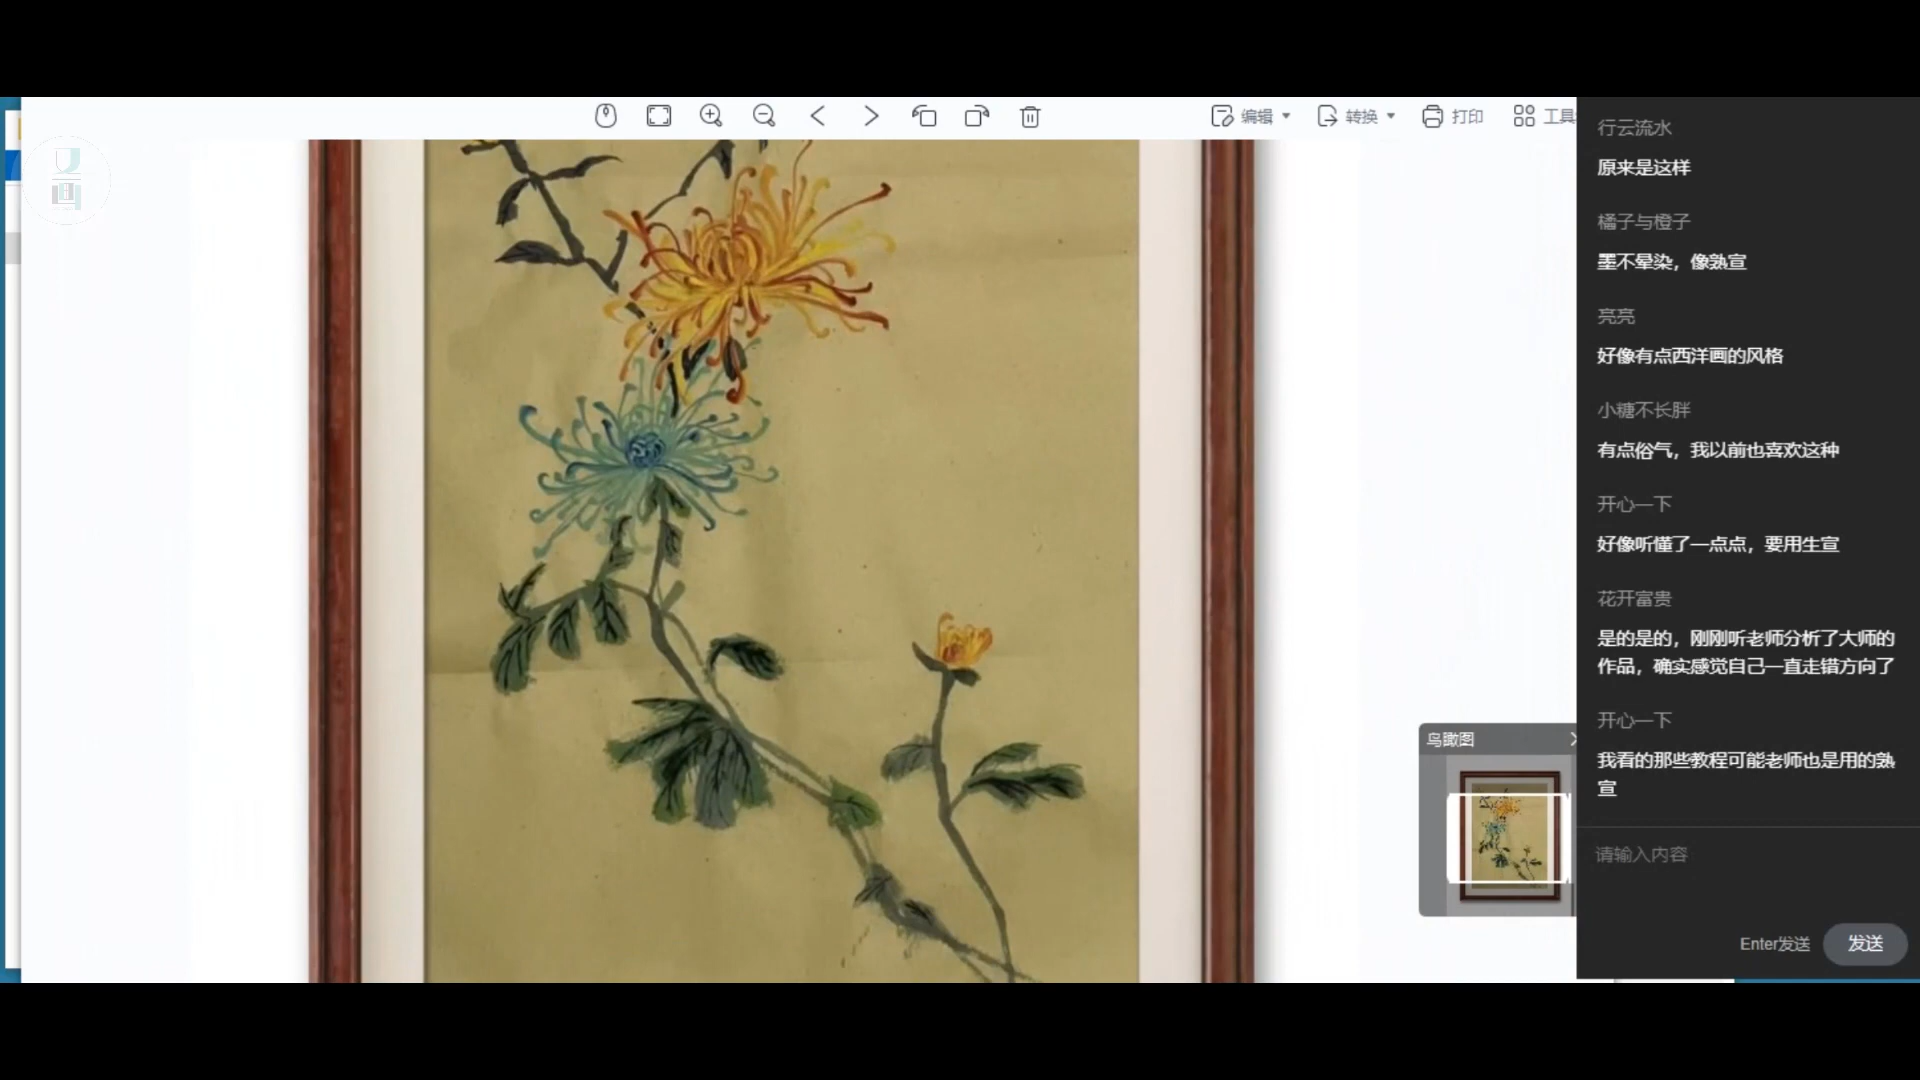 编辑
转换
打印
工具
行云流水
原来是这样
橘子与橙子
墨不晕染，像熟宣
亮亮
好像有点西洋画的风格
小糖不长胖
有点俗气，我以前也喜欢这种
开心一下
好像听懂了一点点，要用生宣
花开富贵
是的是的，刚刚听老师分析了大师的
作品，确实感觉自己一直走错方向了
开心一下
我看的那些教程可能老师也是用的熟
宣
鸟瞰图
请输入内容
Enter发送
发送